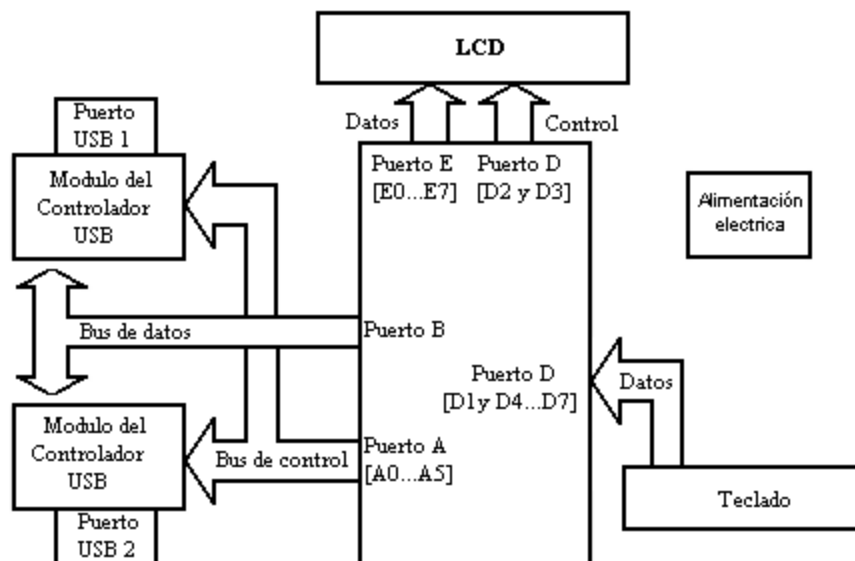 LCD
Datos
Control
Puerto
USB 1
Modulo del
Controlador
USB
Puerto E
[E0...E7]
Puerto D
[D2 y D3]
Alimentación
electrica
Bus de datos
Puerto B
Puerto D
[D1y D4...D7]
Datos
Modulo del
Controlador
USB
Bus de control
Puerto A
[A0...A5]
Teclado
Puerto
USB 2